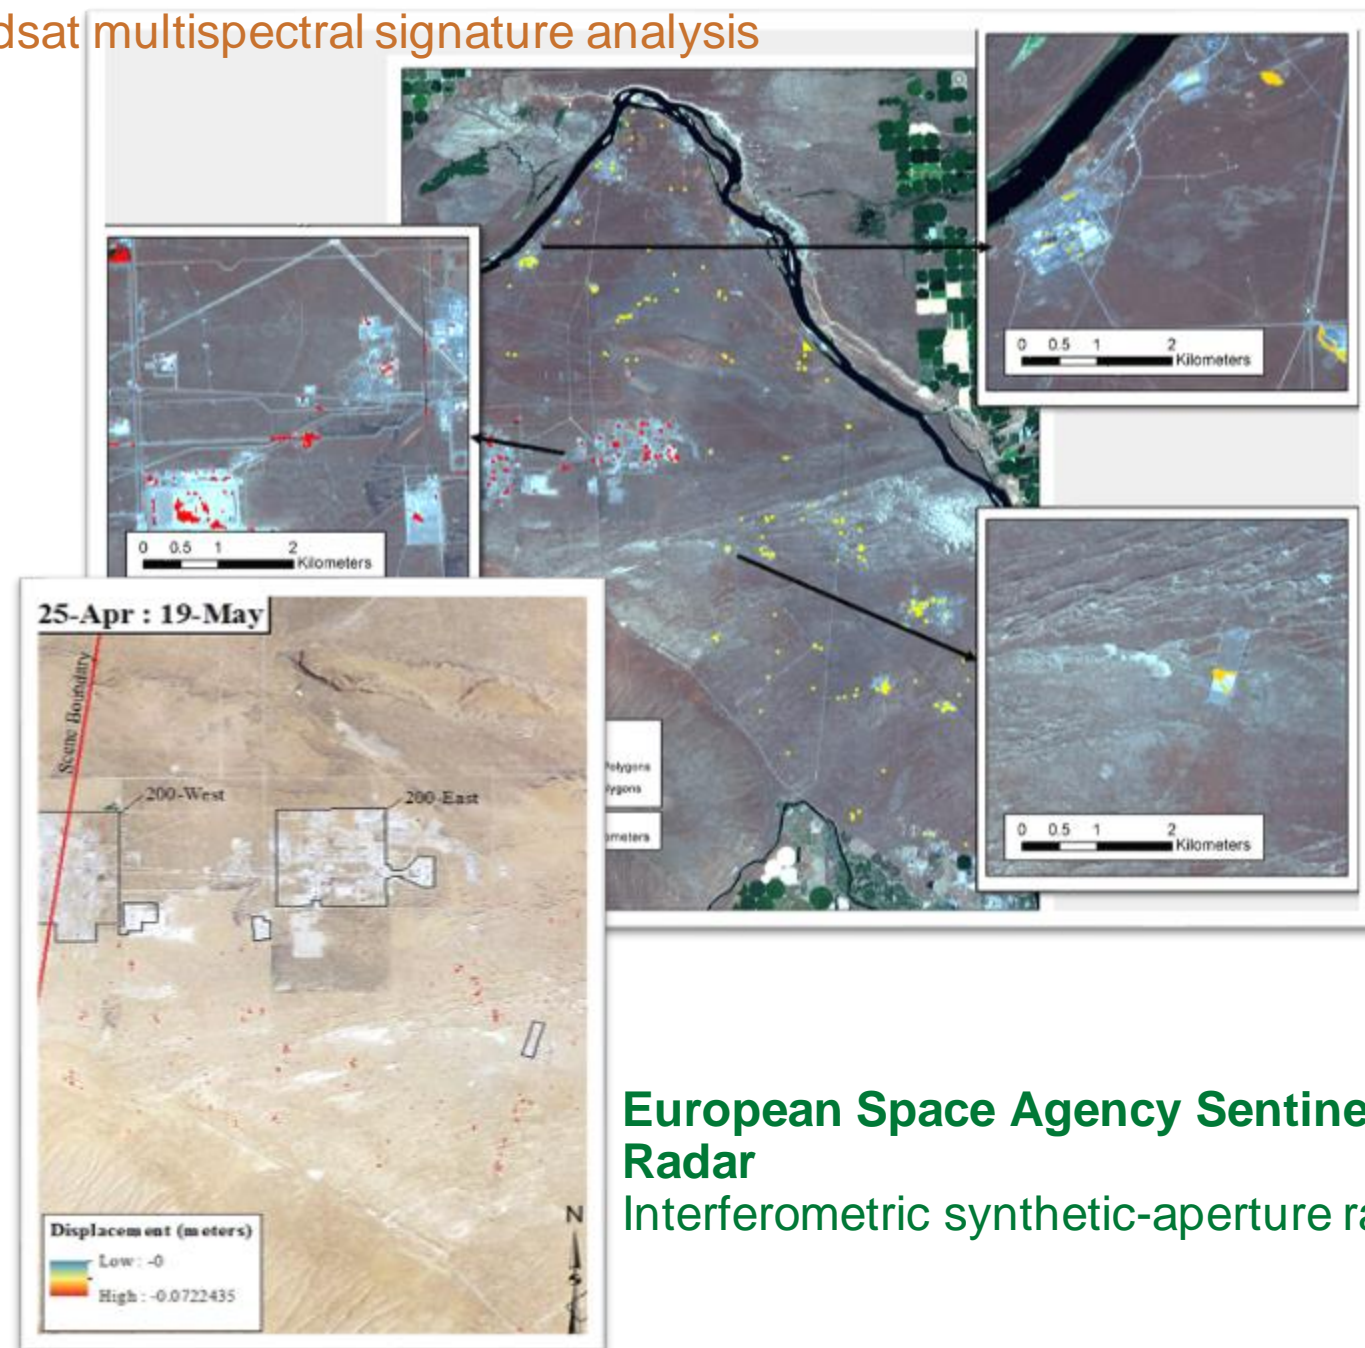 dsat multispectral signature analysis
0 0.5 1 2
Kilometers
0 0.5 1 2
Kilometers
25-Apr : 19-May
Scene Boundary
200-West
200-East
Polygons
ygons
ometers
0 0.5 1 2
Kilometers
European Space Agency Sentine
Radar
Interferometric synthetic-aperture ra
N
Displacement (meters)
Low : -0
High : -0.0722435